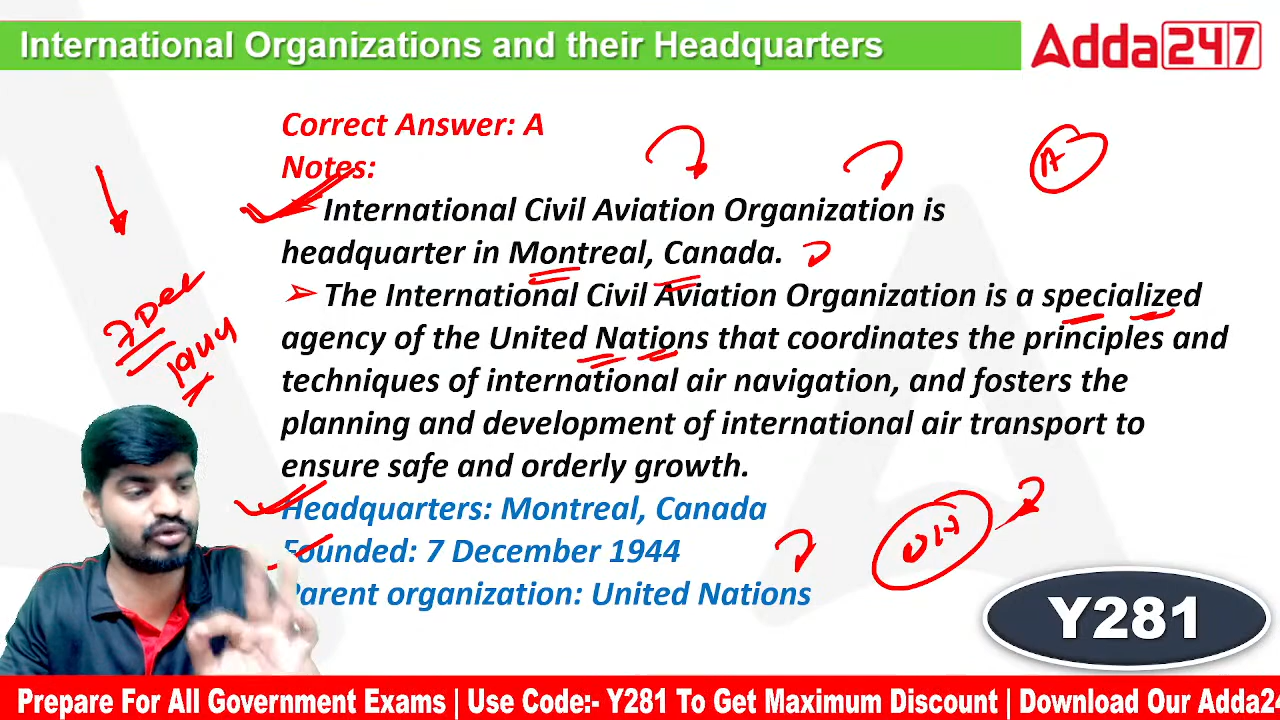 International Organizations and their Headquarters
Adda247
Correct Answer: A
Notes:
A
➢ International Civil Aviation Organization is
headquarter in Montreal, Canada.
➢ The International Civil Aviation Organization is a specialized
agency of the United Nations that coordinates the principles and
techniques of international air navigation, and fosters the
planning and development of international air transport to
ensure safe and orderly growth.
7 Dec
1944
Headquarters: Montreal, Canada
Founded: 7 December 1944
Parent organization: United Nations
UN
Y281
Prepare For All Government Exams | Use Code:- Y281 To Get Maximum Discount | Download Our Adda2